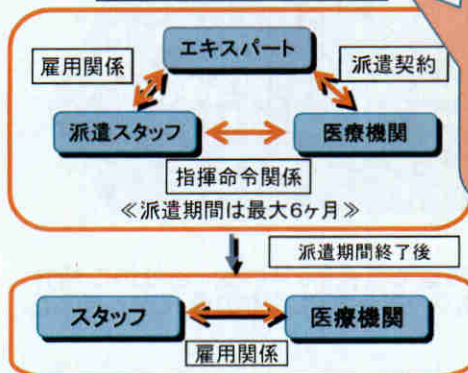 エキスパート
雇用関係
派遣契約
派遣スタッフ
医療機関
指揮命令関係
≪派遣期間は最大6ヶ月≫
派遣期間終了後
スタッフ
医療機関
雇用関係